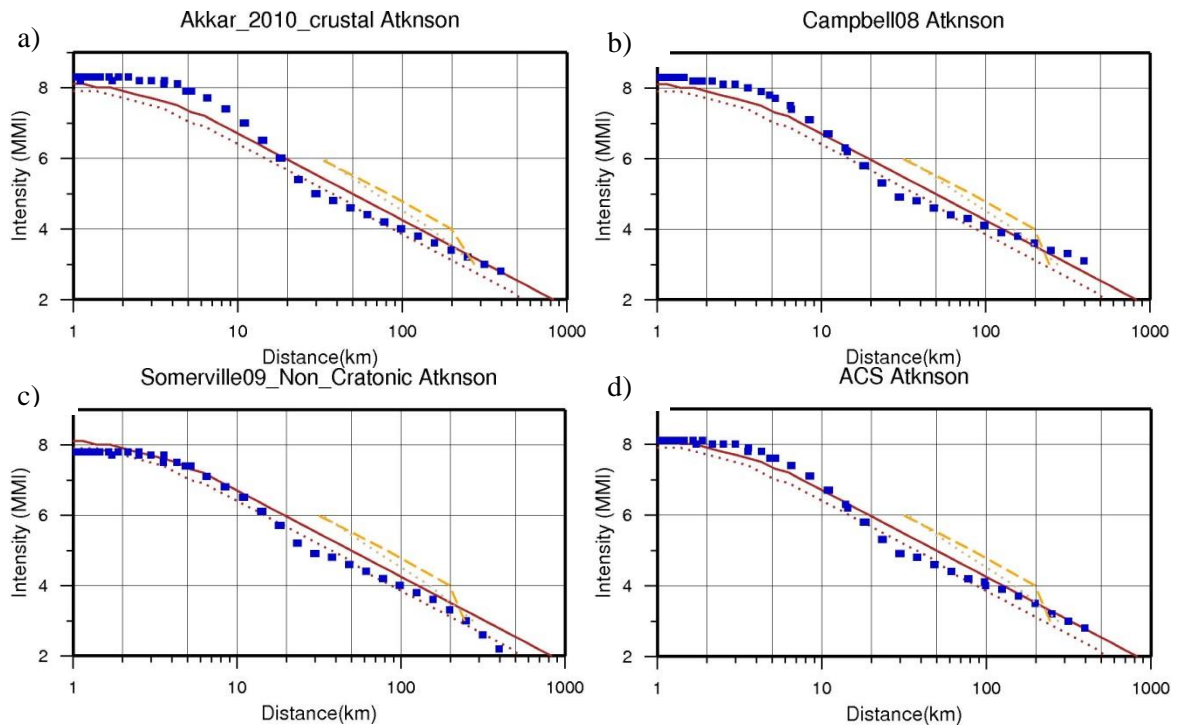 a)
Akkar_2010_crustal Atknson
Intensity (MMI)
8
6
4
2
1
10
100
1000
Distance(km)
b)
Campbell08 Atknson
Intensity (MMI)
8
6
4
2
1
10
100
1000
Distance(km)
c)
Somerville09_Non_Cratonic Atknson
Intensity (MMI)
8
6
4
2
1
10
100
1000
Distance(km)
d)
ACS Atknson
Intensity (MMI)
8
6
4
2
1
10
100
1000
Distance(km)